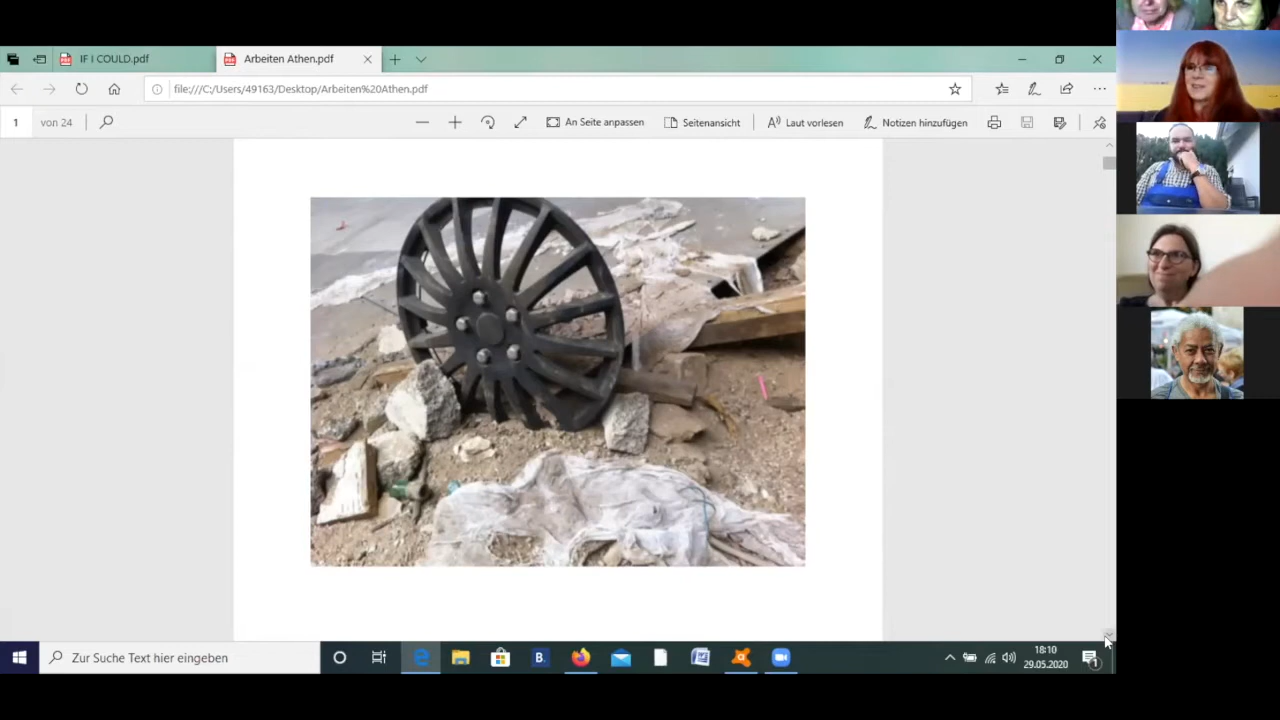 IF I COULD.pdf
Arbeiten Athen.pdf
file:///C:/Users/49163/Desktop/Arbeiten%20Athen.pdf
1 von 24
An Seite anpassen
Seitenansicht
Laut vorlesen
Notizen hinzufügen
Zur Suche Text hier eingeben
B.
18:10
29.05.2020
1